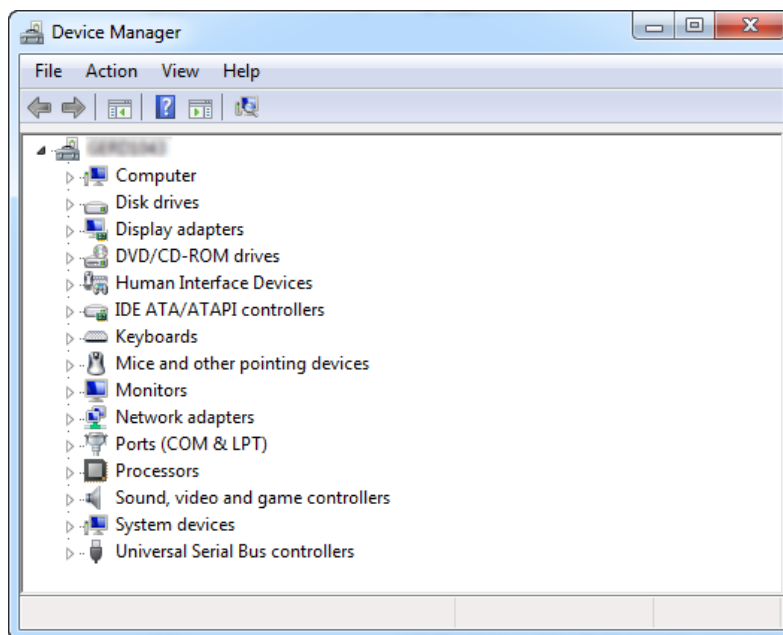 Device Manager
File Action View Help
Computer
Disk drives
Display adapters
DVD/CD-ROM drives
Human Interface Devices
IDE ATA/ATAPI controllers
Keyboards
Mice and other pointing devices
Monitors
Network adapters
Ports (COM & LPT)
Processors
Sound, video and game controllers
System devices
Universal Serial Bus controllers